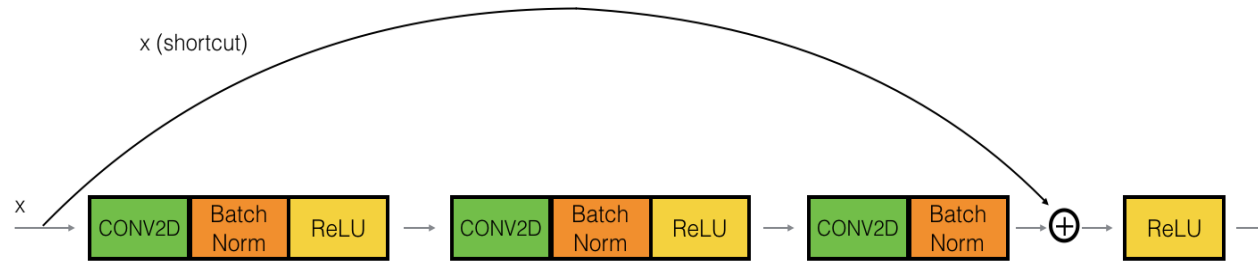 x (shortcut)
x
CONV2D
Batch
Norm
ReLU
CONV2D
Batch
Norm
ReLU
CONV2D
Batch
Norm
ReLU